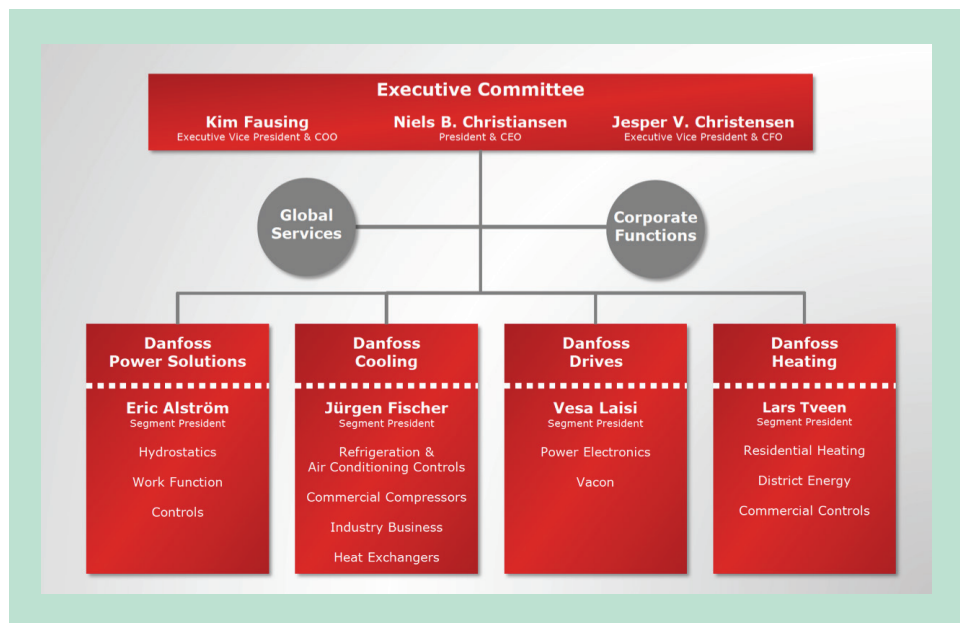 Executive Committee
Kim Fausing
Executive Vice President & COO
Niels B. Christiansen
President & CEO
Jesper V. Christensen
Executive Vice President & CFO
Global
Services
Corporate
Functions
Danfoss
Power Solutions
Eric Alström
Segment President
Hydrostatics
Work Function
Controls
Danfoss
Cooling
Jürgen Fischer
Segment President
Refrigeration &
Air Conditioning Controls
Commercial Compressors
Industry Business
Heat Exchangers
Danfoss
Drives
Vesa Laisi
Segment President
Power Electronics
Vacon
Danfoss
Heating
Lars Tveen
Segment President
Residential Heating
District Energy
Commercial Controls